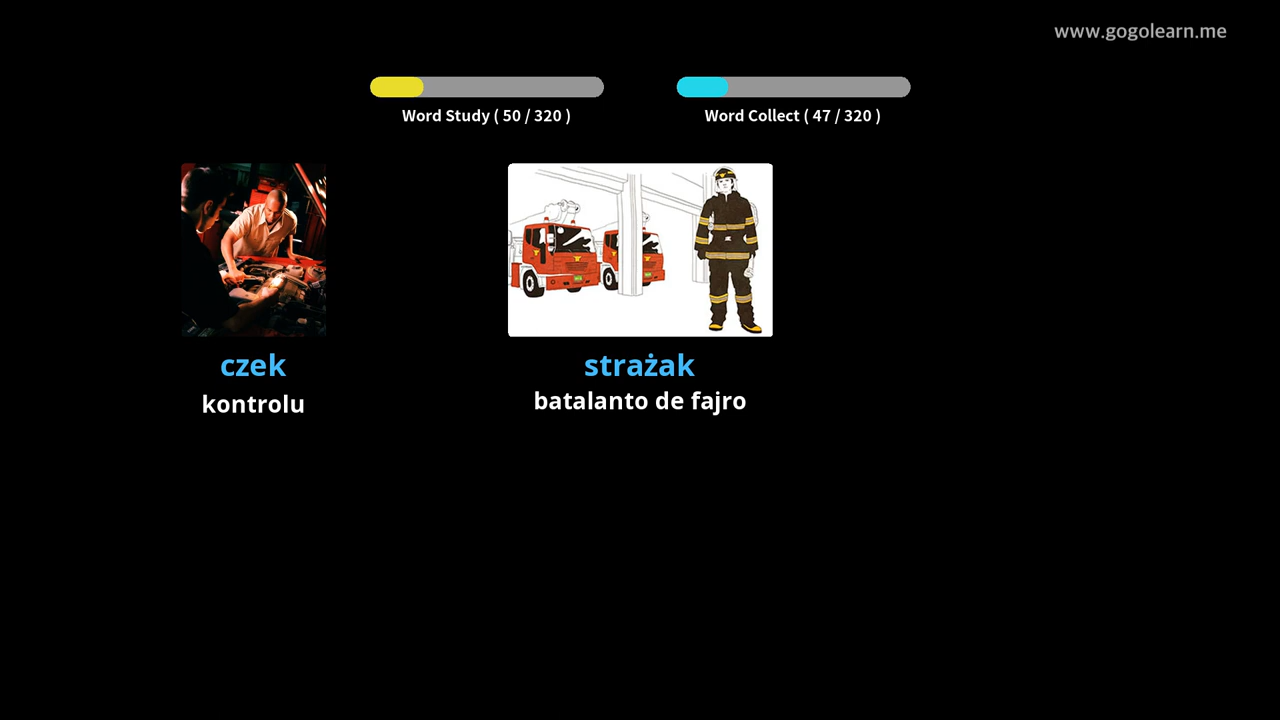 www.gogolearn.me
Word Study ( 50 / 320 )
Word Collect ( 47 / 320 )
czek
kontrolu
strażak
batalanto de fajro